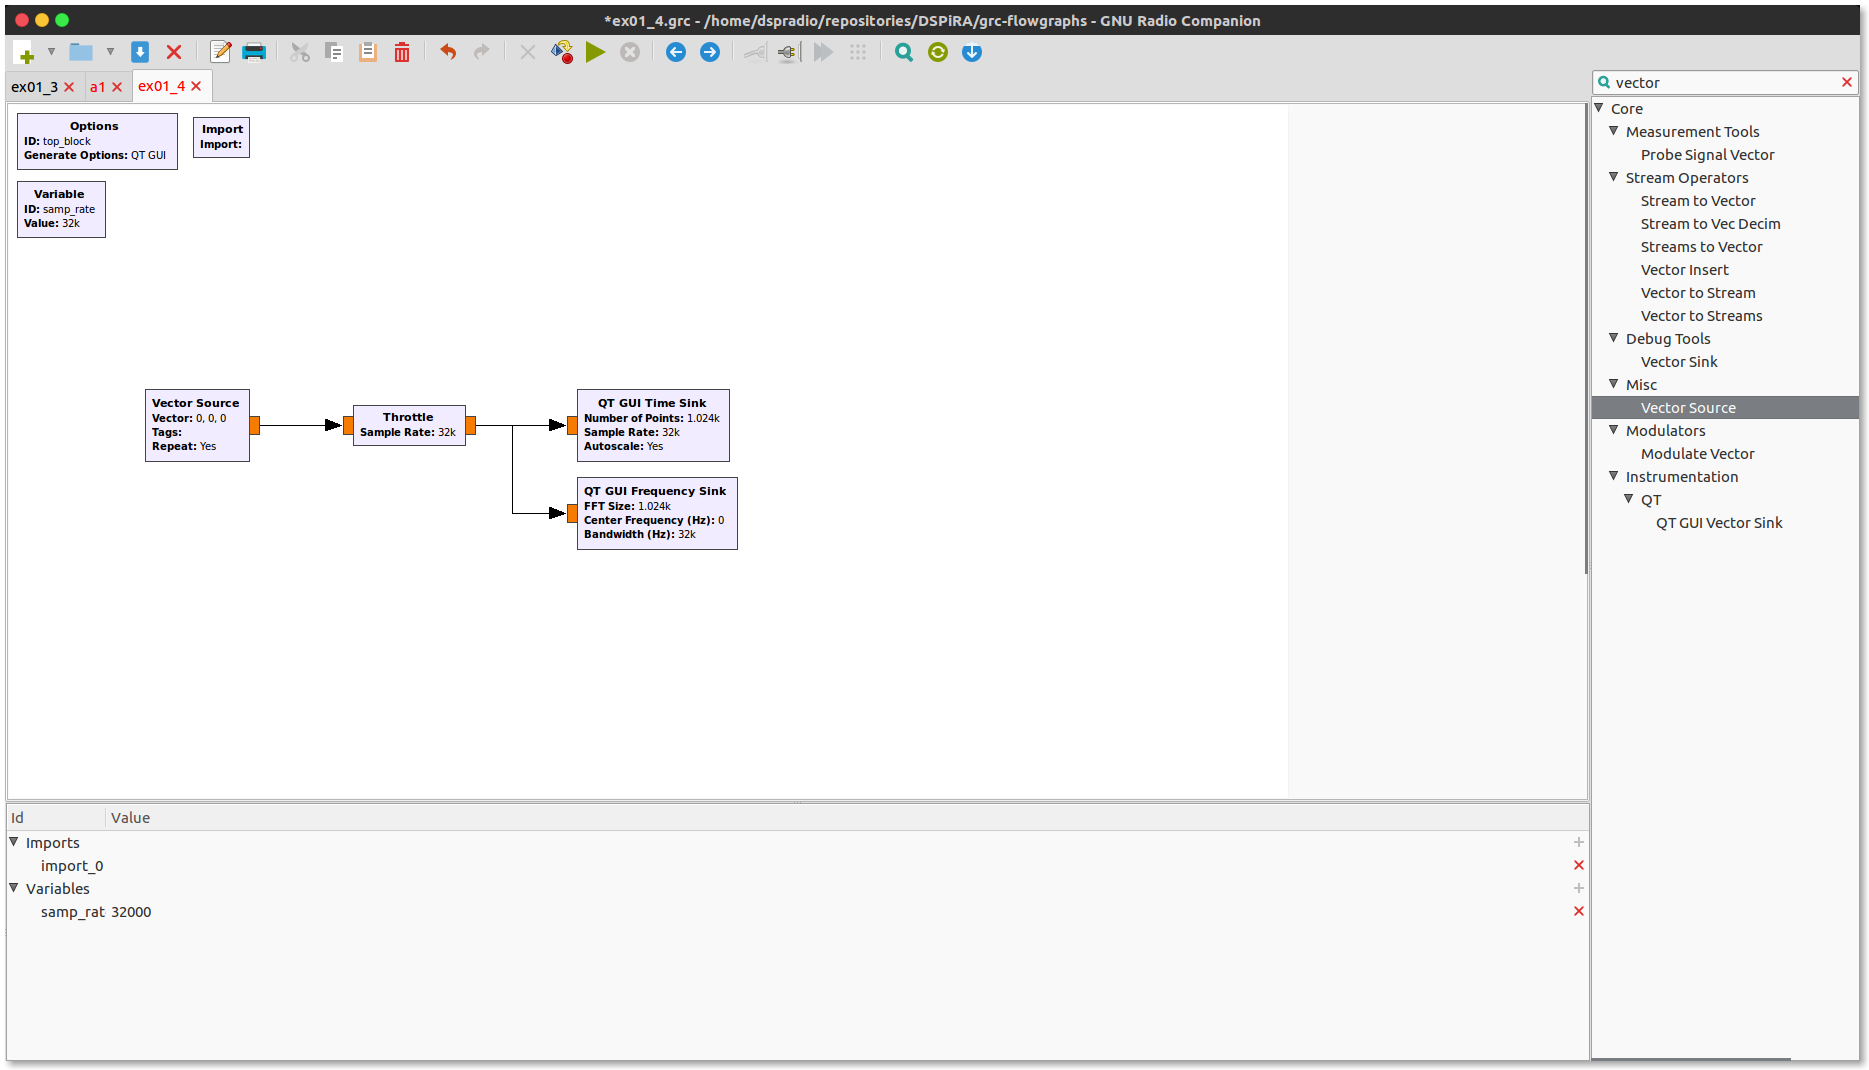 *ex01_4.grc - /home/dspradio/repositories/DSPiRA/grc-flowgraphs - GNU Radio Companion
ex01_3
a1
ex01_4
Options
ID: top_block
Generate Options: QT GUI
Import
Import:
Variable
ID: samp_rate
Value: 32k
Vector Source
Vector: 0, 0, 0
Tags:
Repeat: Yes
Throttle
Sample Rate: 32k
QT GUI Time Sink
Number of Points: 1.024k
Sample Rate: 32k
Autoscale: Yes
QT GUI Frequency Sink
FFT Size: 1.024k
Center Frequency (Hz): 0
Bandwidth (Hz): 32k
Id Value
Imports
import_0
Variables
samp_rat 32000
vector
Core
Measurement Tools
Probe Signal Vector
Stream Operators
Stream to Vector
Stream to Vec Decim
Streams to Vector
Vector Insert
Vector to Stream
Vector to Streams
Debug Tools
Vector Sink
Misc
Vector Source
Modulators
Modulate Vector
Instrumentation
QT
QT GUI Vector Sink